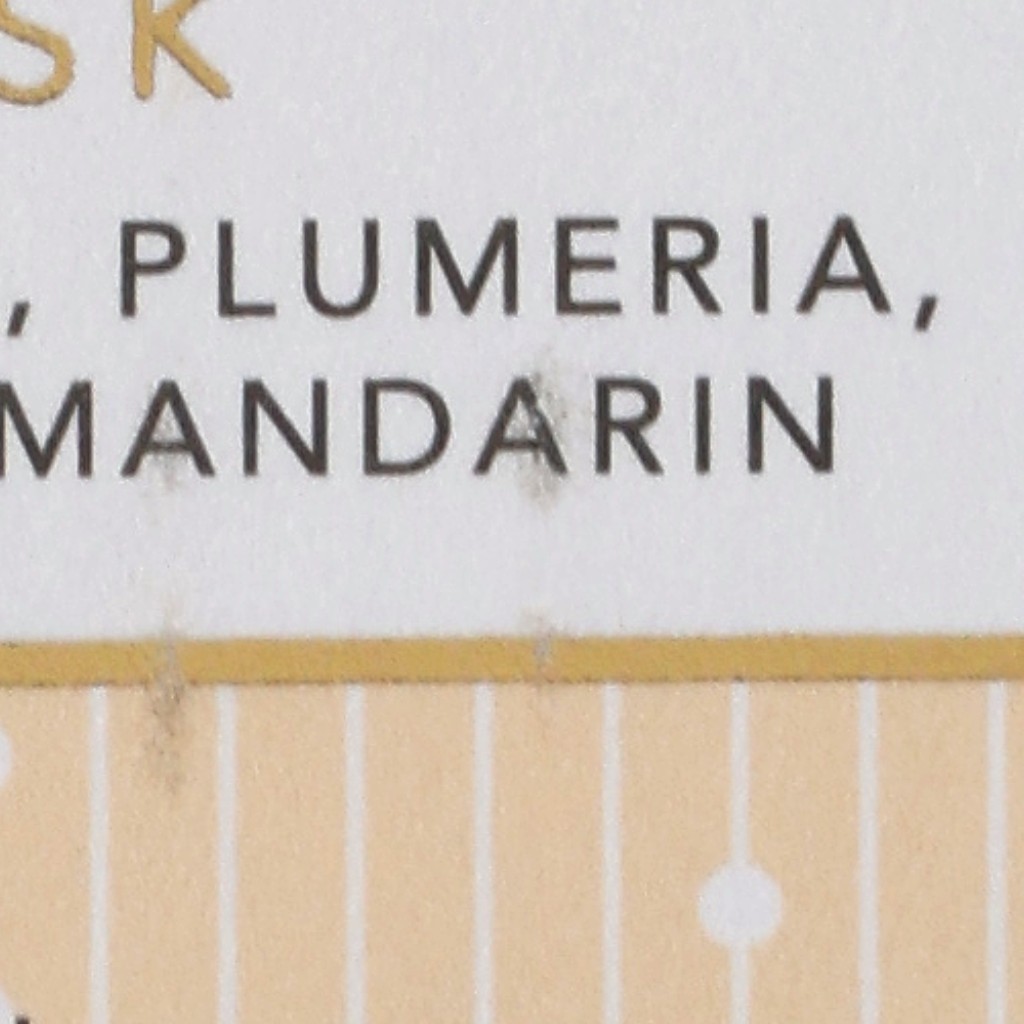 SK
, PLUMERIA,
MANDARIN